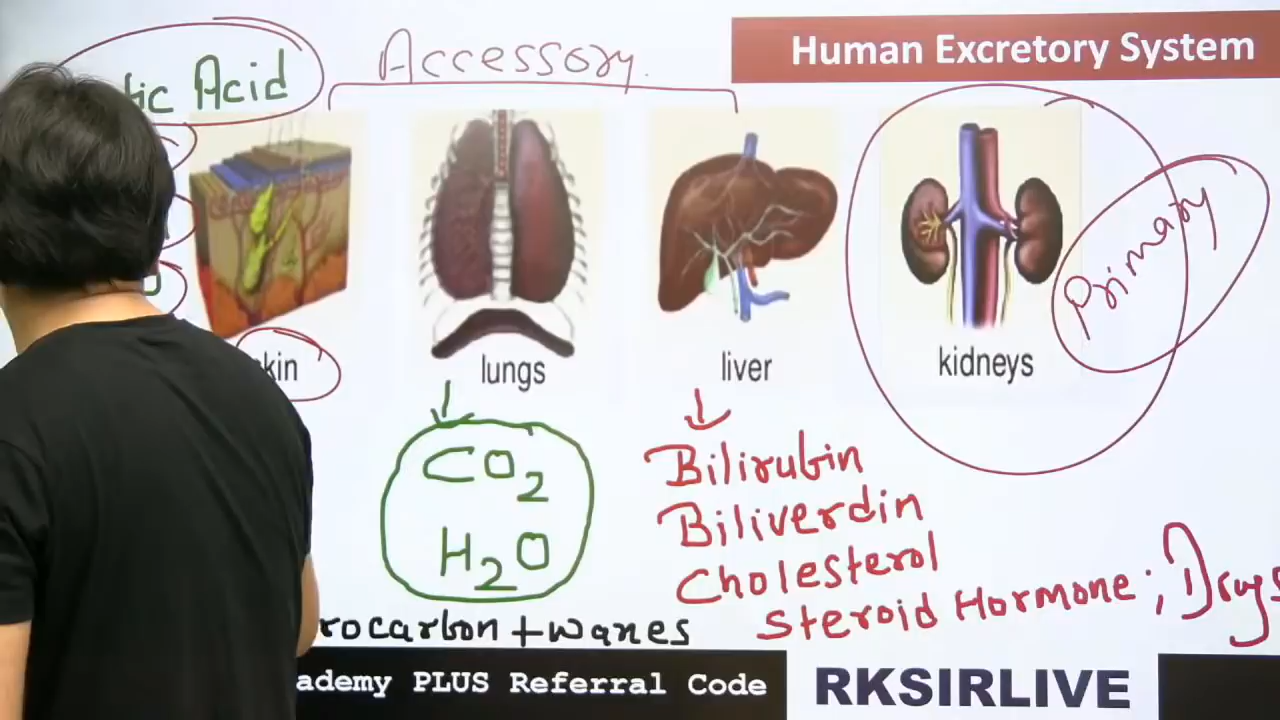 Accessory.
Human Excretory System
tic Acid
Primary
kin
lungs
liver
kidneys
CO2
H2O
Bilirubin
Biliverdin
Cholesterol
Steroid Hormone; Drugs
rocarbon + waxes
ademy PLUS Referral Code
RKSIRLIVE